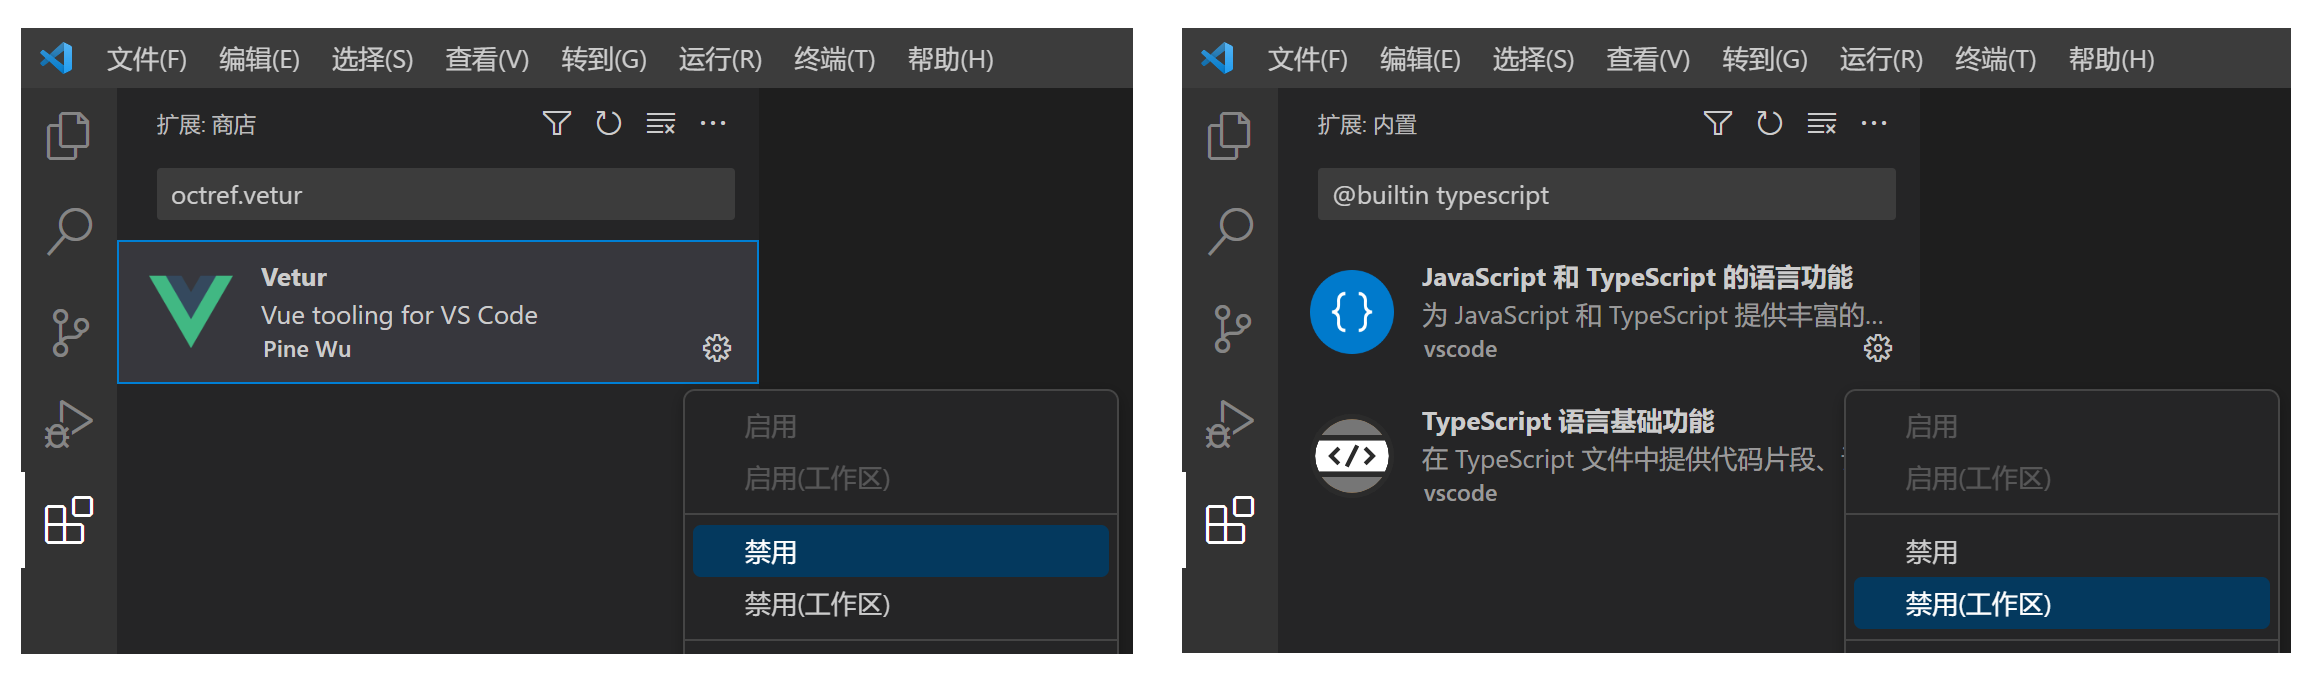 文件(F) 编辑(E) 选择(S) 查看(V) 转到(G) 运行(R) 终端(T) 帮助(H)
扩展: 商店
octref.vetur
Vetur
Vue tooling for VS Code
Pine Wu
启用
启用(工作区)
禁用
禁用(工作区)
文件(F) 编辑(E) 选择(S) 查看(V) 转到(G) 运行(R) 终端(T) 帮助(H)
扩展: 内置
@builtin typescript
JavaScript 和 TypeScript 的语言功能
为 JavaScript 和 TypeScript 提供丰富的...
vscode
TypeScript 语言基础功能
在 TypeScript 文件中提供代码片段、
vscode
启用
启用(工作区)
禁用
禁用(工作区)